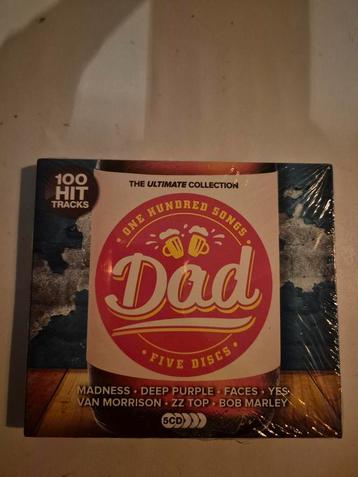 100
HIT
TRACKS
THE ULTIMATE COLLECTION
ONE HUNDRED SONGS
Dad
FIVE DISCS
MADNESS • DEEP PURPLE • FACES • YES
VAN MORRISON • ZZ TOP • BOB MARLEY
5CD